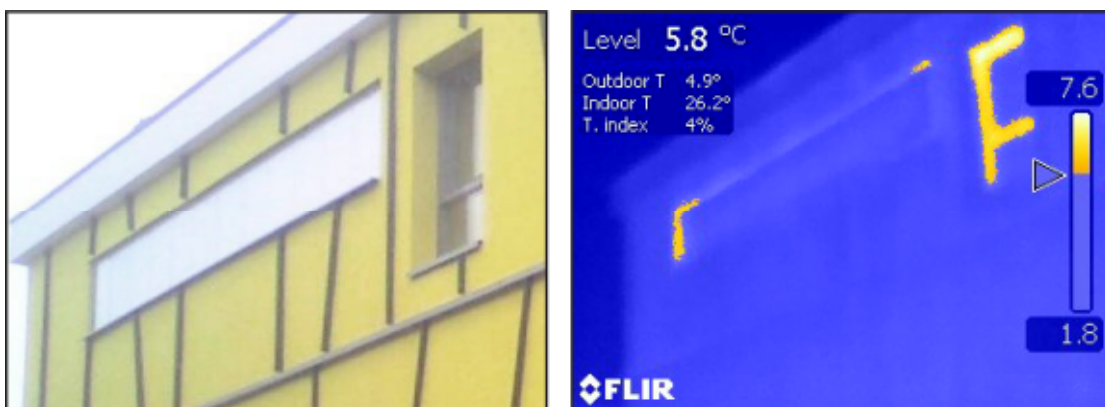 Level 5.8 °C
Outdoor T 4.9°
Indoor T 26.2°
T. index 4%
7.6
1.8
FLIR